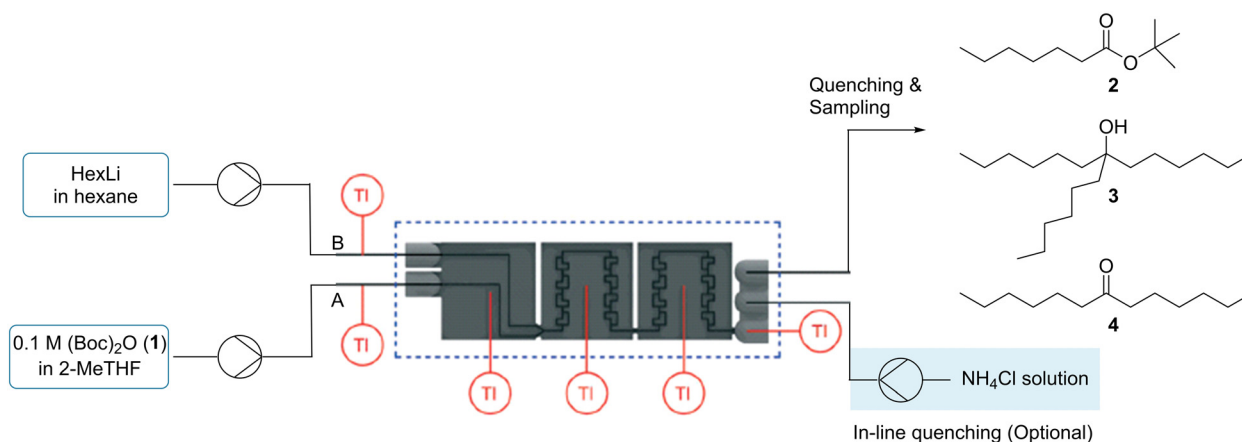 HexLi
in hexane
0.1 M (Boc)₂O (1)
in 2-MeTHF
TI
B
A
TI
TI
TI
TI
TI
Quenching &
Sampling
O
O
2
OH
3
O
4
NH₄Cl solution
In-line quenching (Optional)